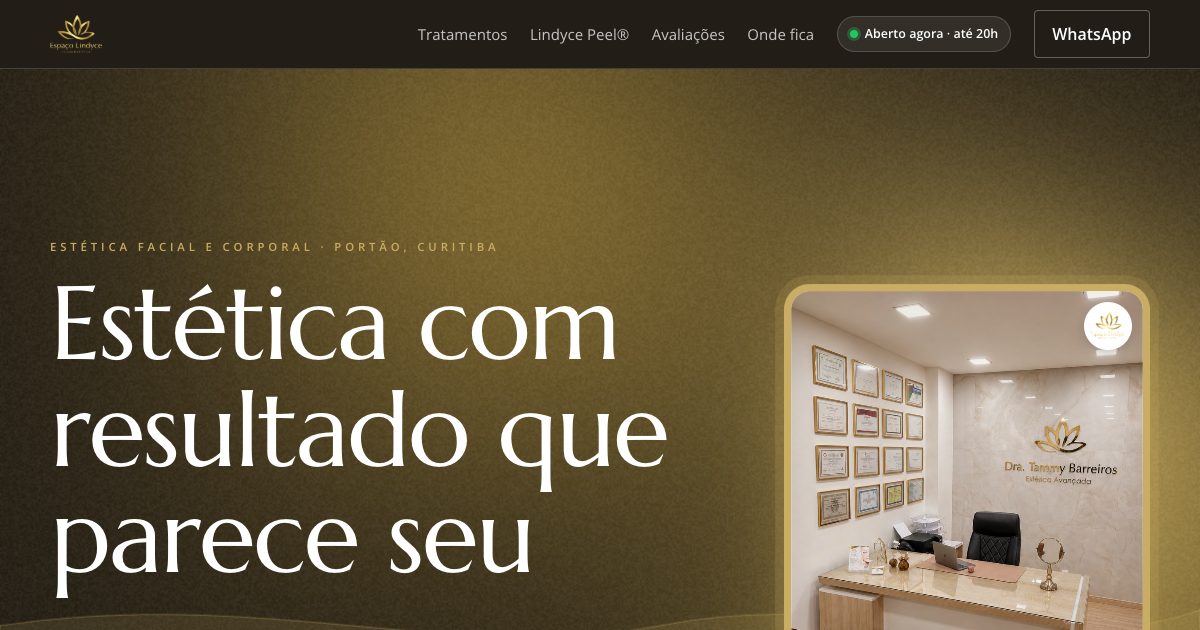 Espaço Lindyce
Tratamentos
Lindyce Peel®
Avaliações
Onde fica
Aberto agora · até 20h
WhatsApp
ESTÉTICA FACIAL E CORPORAL · PORTÃO, CURITIBA
Estética com
resultado que
parece seu
Dra. Tammy Barreiros
Estética Avançada